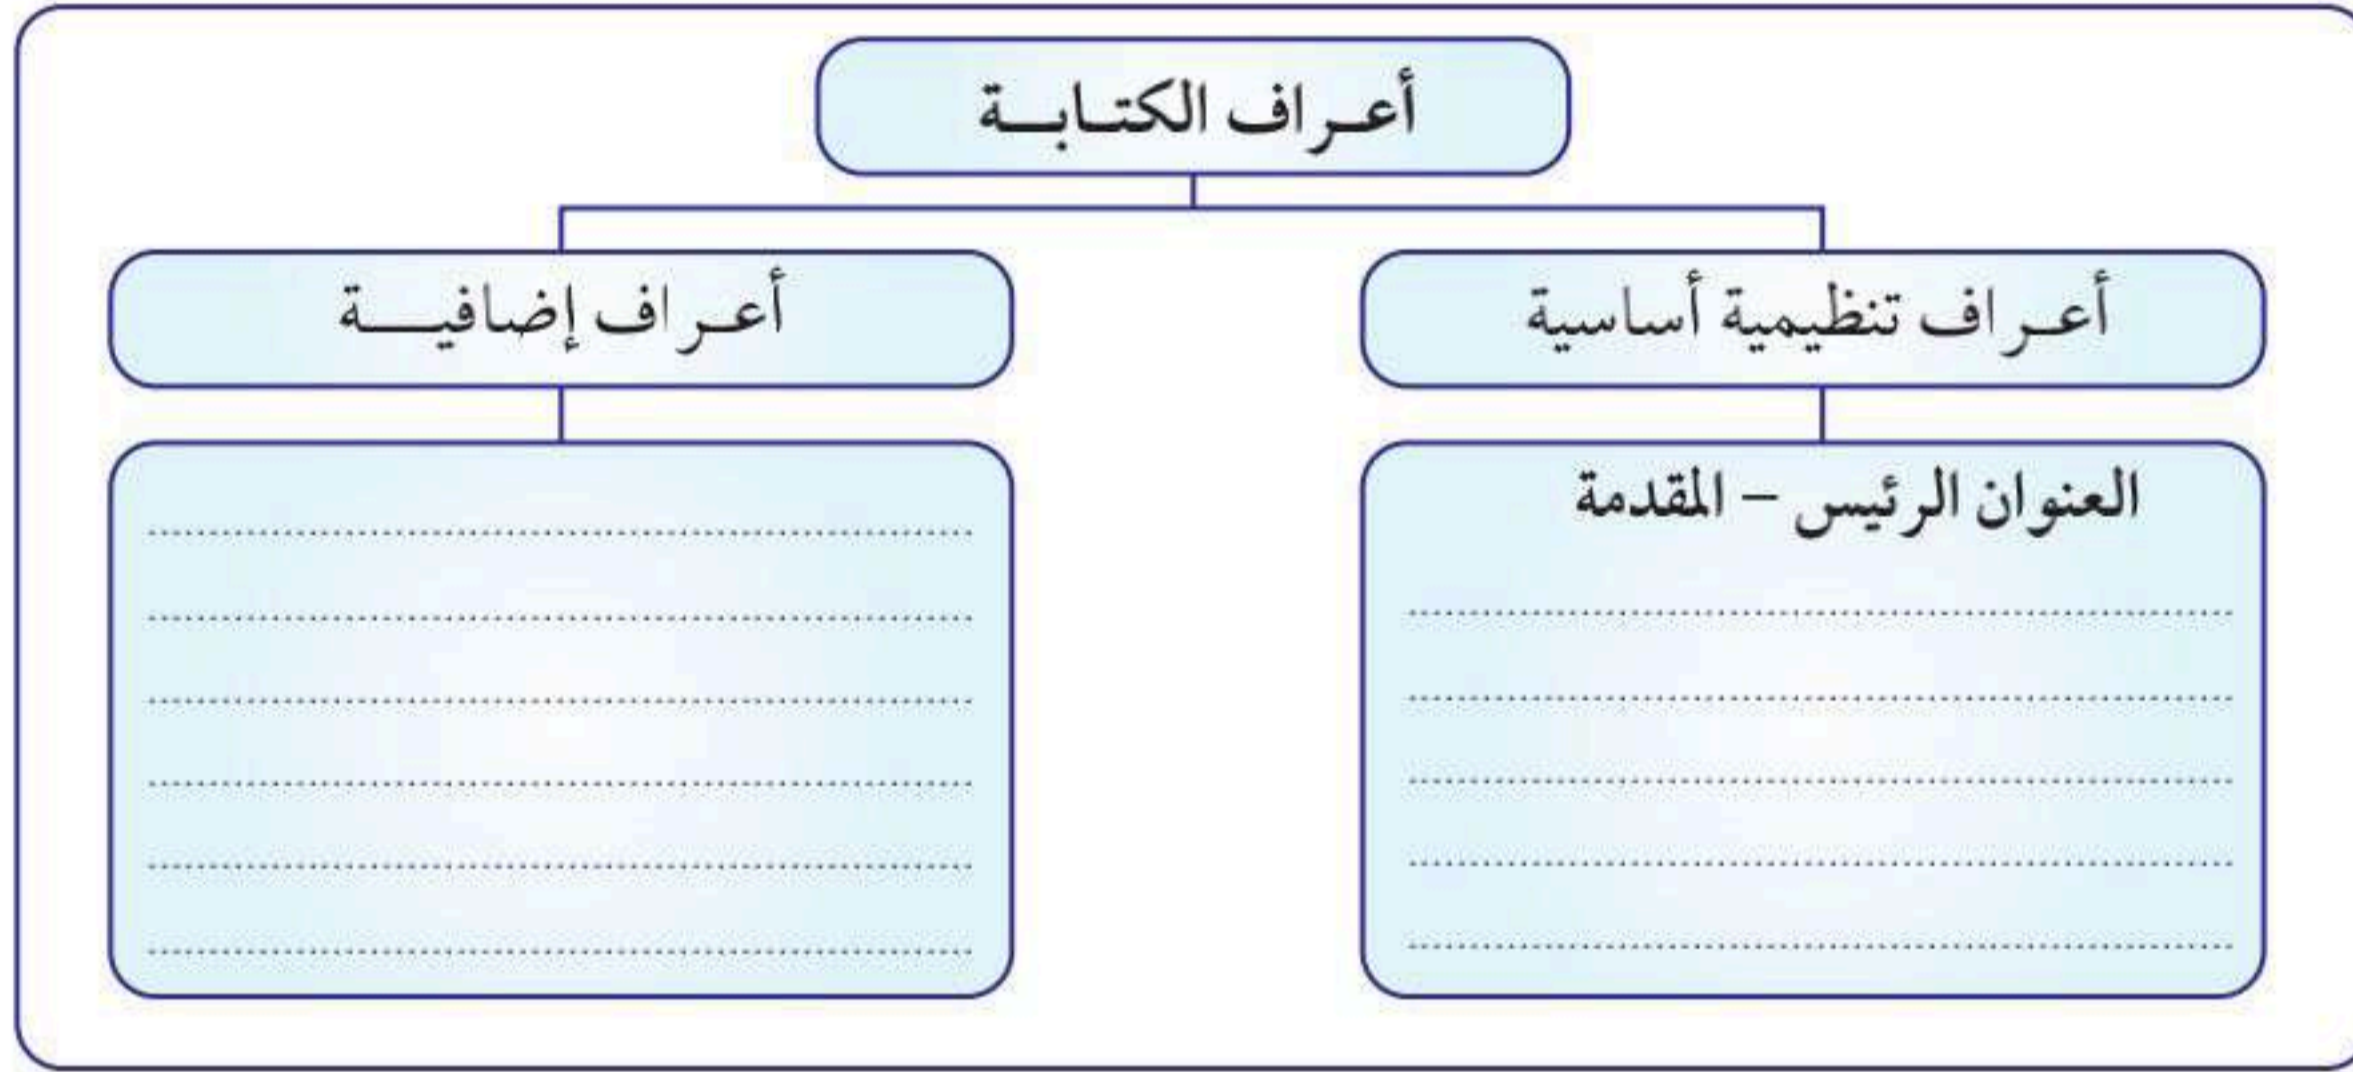 أعراف الكتابة
أعراف تنظيمية أساسية
أعراف إضافية
العنوان الرئيس – المقدمة